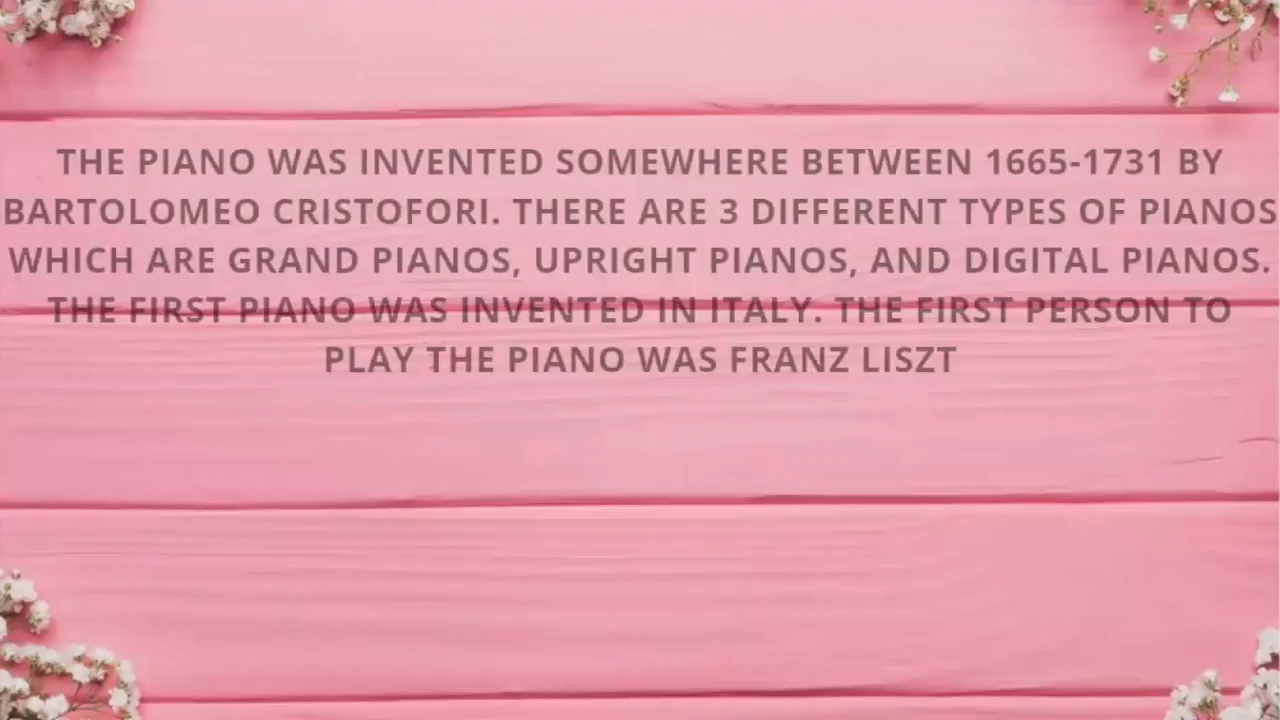 THE PIANO WAS INVENTED SOMEWHERE BETWEEN 1665-1731 BY
BARTOLOMEO CRISTOFORI. THERE ARE 3 DIFFERENT TYPES OF PIANOS
WHICH ARE GRAND PIANOS, UPRIGHT PIANOS, AND DIGITAL PIANOS.
THE FIRST PIANO WAS INVENTED IN ITALY. THE FIRST PERSON TO
PLAY THE PIANO WAS FRANZ LISZT